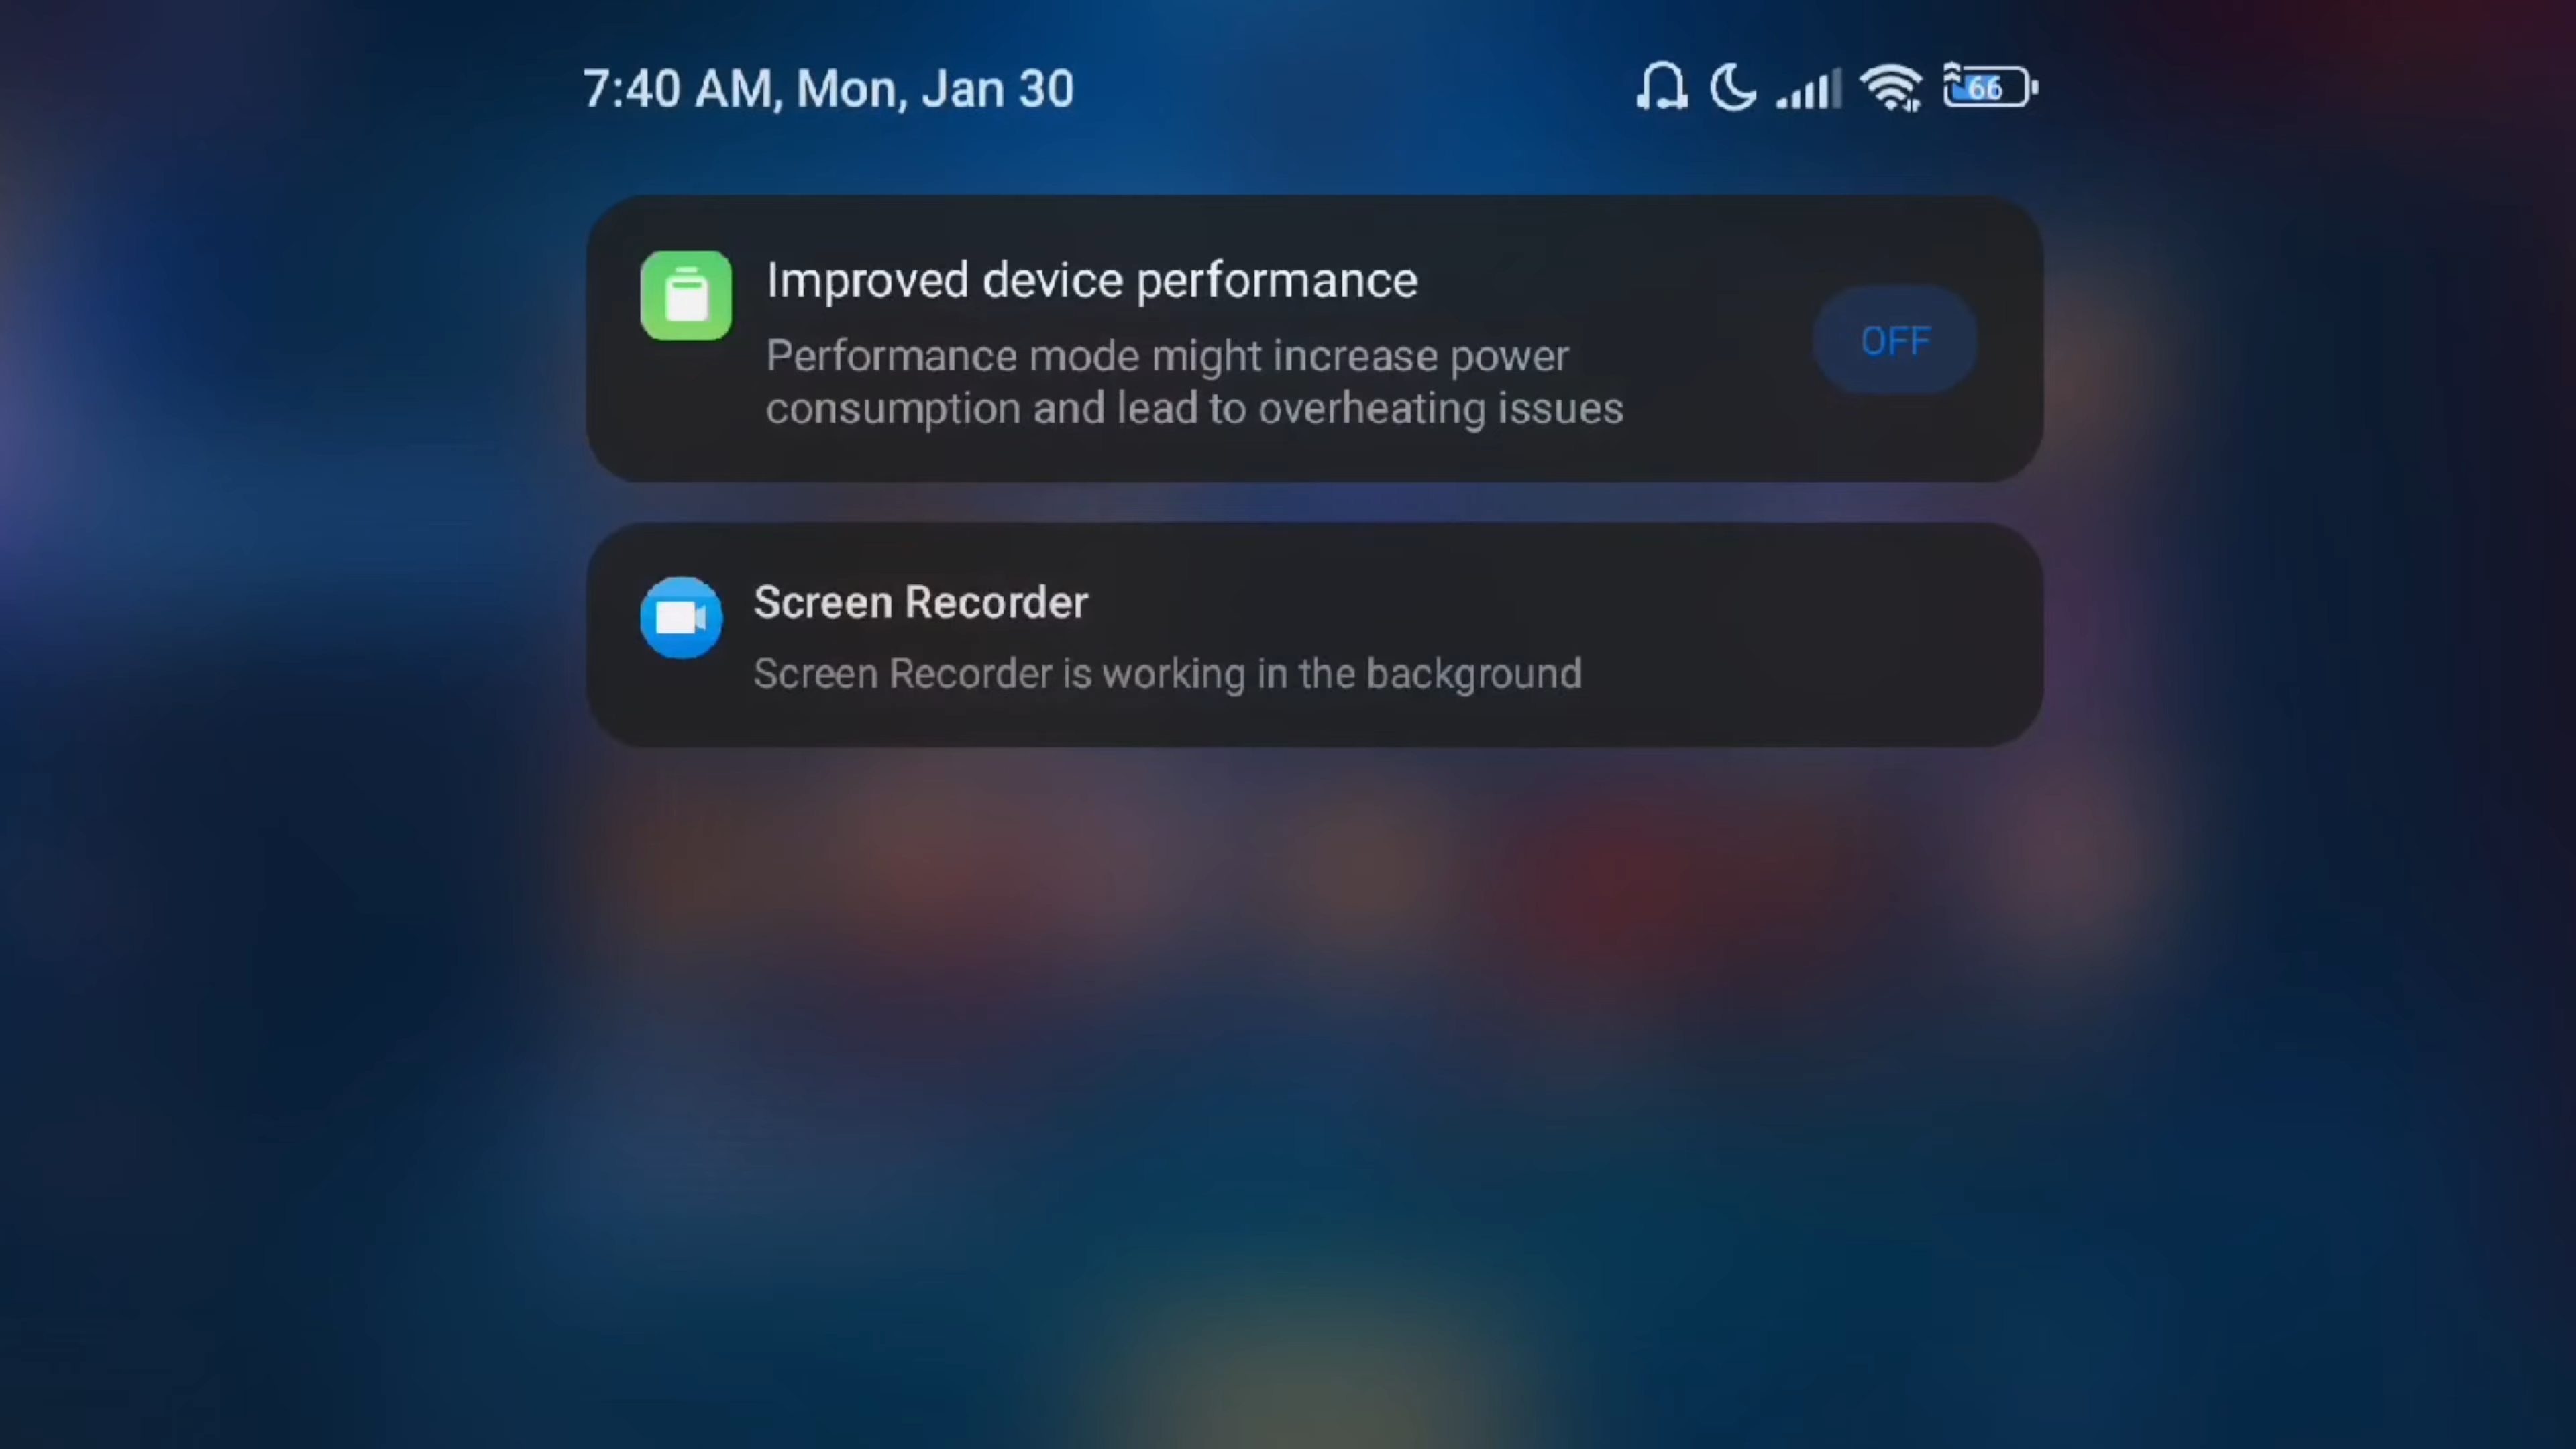 7:40 AM, Mon, Jan 30
66
Improved device performance
Performance mode might increase power
consumption and lead to overheating issues
OFF
Screen Recorder
Screen Recorder is working in the background